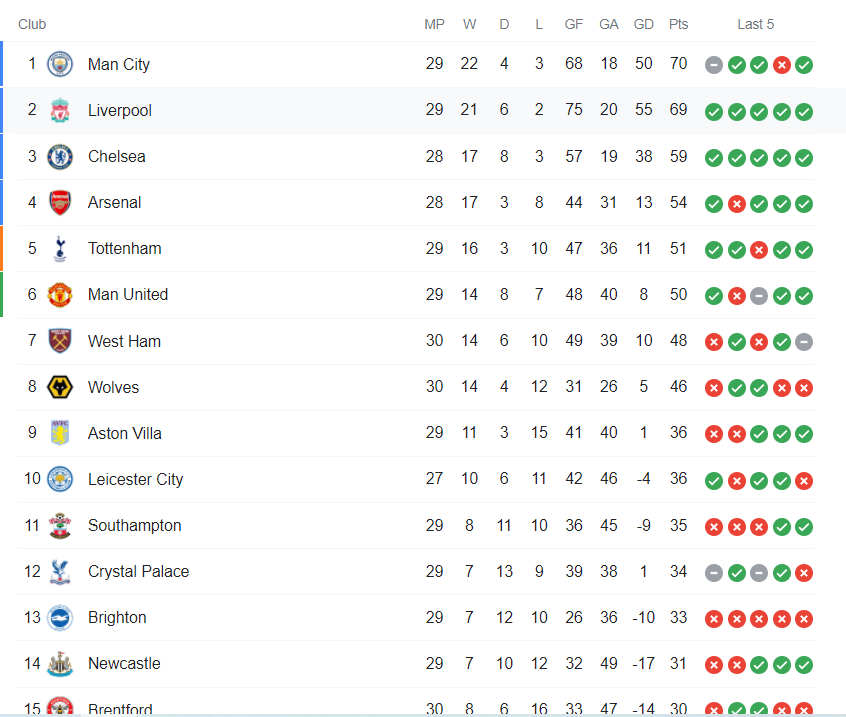 Club MP W D L GF GA GD Pts Last 5
1 Man City 29 22 4 3 68 18 50 70
2 Liverpool 29 21 6 2 75 20 55 69
3 Chelsea 28 17 8 3 57 19 38 59
4 Arsenal 28 17 3 8 44 31 13 54
5 Tottenham 29 16 3 10 47 36 11 51
6 Man United 29 14 8 7 48 40 8 50
7 West Ham 30 14 6 10 49 39 10 48
8 Wolves 30 14 4 12 31 26 5 46
9 Aston Villa 29 11 3 15 41 40 1 36
10 Leicester City 27 10 6 11 42 46 -4 36
11 Southampton 29 8 11 10 36 45 -9 35
12 Crystal Palace 29 7 13 9 39 38 1 34
13 Brighton 29 7 12 10 26 36 -10 33
14 Newcastle 29 7 10 12 32 49 -17 31
15 Brentford 30 8 6 16 33 47 -14 30